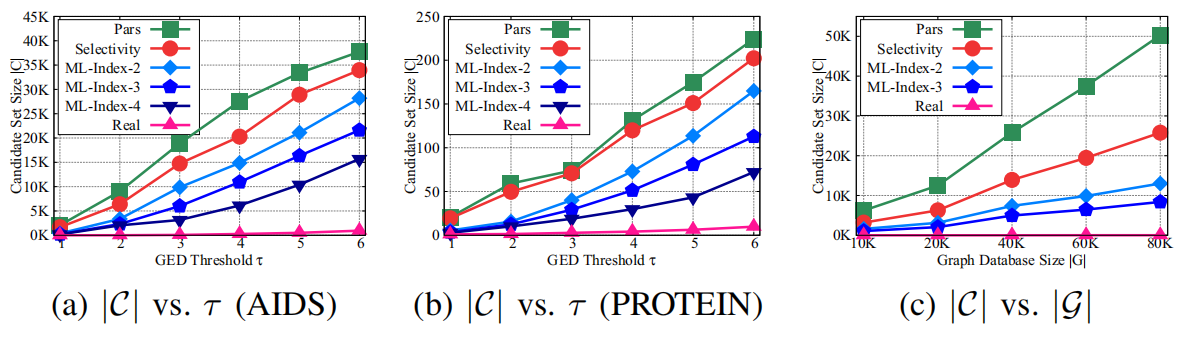 45K
40K
35K
30K
25K
20K
15K
10K
5K
0K
Candidate Set Size |C|
Pars
Selectivity
ML-Index-2
ML-Index-3
ML-Index-4
Real
1 2 3 4 5 6
GED Threshold τ
(a) |𝒞| vs. τ (AIDS)
250
200
150
100
50
0
Candidate Set Size |C|
Pars
Selectivity
ML-Index-2
ML-Index-3
ML-Index-4
Real
1 2 3 4 5 6
GED Threshold τ
(b) |𝒞| vs. τ (PROTEIN)
50K
40K
30K
20K
10K
0K
Candidate Set Size |C|
Pars
Selectivity
ML-Index-2
ML-Index-3
Real
10K 20K 40K 60K 80K
Graph Database Size |G|
(c) |𝒞| vs. |𝒢|